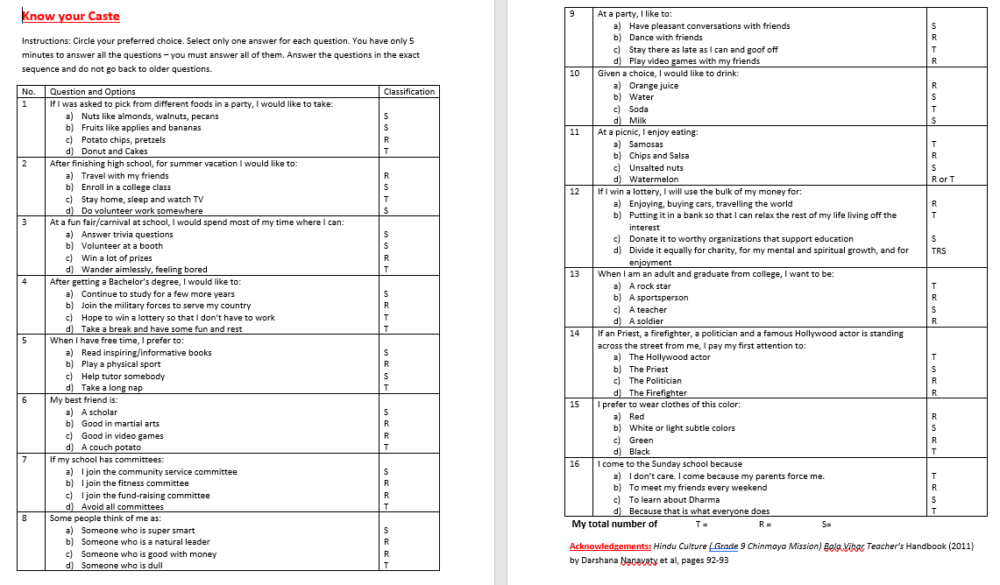 Know your Caste
Instructions: Circle your preferred choice. Select only one answer for each question. You have only 5
minutes to answer all the questions – you must answer all of them. Answer the questions in the exact
sequence and do not go back to older questions.
No. Question and Options Classification
1 If I was asked to pick from different foods in a party, I would like to take:
a) Nuts like almonds, walnuts, pecans S
b) Fruits like applies and bananas S
c) Potato chips, pretzels R
d) Donut and Cakes T
2 After finishing high school, for summer vacation I would like to:
a) Travel with my friends R
b) Enroll in a college class S
c) Stay home, sleep and watch TV T
d) Do volunteer work somewhere S
3 At a fun fair/carnival at school, I would spend most of my time where I can:
a) Answer trivia questions S
b) Volunteer at a booth S
c) Win a lot of prizes R
d) Wander aimlessly, feeling bored T
4 After getting a Bachelor's degree, I would like to:
a) Continue to study for a few more years S
b) Join the military forces to serve my country R
c) Hope to win a lottery so that I don't have to work T
d) Take a break and have some fun and rest T
5 When I have free time, I prefer to:
a) Read inspiring/informative books S
b) Play a physical sport R
c) Help tutor somebody S
d) Take a long nap T
6 My best friend is:
a) A scholar S
b) Good in martial arts R
c) Good in video games R
d) A couch potato T
7 If my school has committees:
a) I join the community service committee S
b) I join the fitness committee R
c) I join the fund-raising committee R
d) Avoid all committees T
8 Some people think of me as:
a) Someone who is super smart S
b) Someone who is a natural leader R
c) Someone who is good with money R
d) Someone who is dull T
9 At a party, I like to:
a) Have pleasant conversations with friends S
b) Dance with friends R
c) Stay there as late as I can and goof off T
d) Play video games with my friends R
10 Given a choice, I would like to drink:
a) Orange juice R
b) Water S
c) Soda T
d) Milk S
11 At a picnic, I enjoy eating:
a) Samosas T
b) Chips and Salsa R
c) Unsalted nuts S
d) Watermelon R or T
12 If I win a lottery, I will use the bulk of my money for:
a) Enjoying, buying cars, travelling the world R
b) Putting it in a bank so that I can relax the rest of my life living off the T
interest
c) Donate it to worthy organizations that support education S
d) Divide it equally for charity, for my mental and spiritual growth, and for TRS
enjoyment
13 When I am an adult and graduate from college, I want to be:
a) A rock star T
b) A sportsperson R
c) A teacher S
d) A soldier R
14 If an Priest, a firefighter, a politician and a famous Hollywood actor is standing
across the street from me, I pay my first attention to:
a) The Hollywood actor T
b) The Priest S
c) The Politician R
d) The Firefighter R
15 I prefer to wear clothes of this color:
a) Red R
b) White or light subtle colors S
c) Green R
d) Black T
16 I come to the Sunday school because
a) I don't care. I come because my parents force me. T
b) To meet my friends every weekend R
c) To learn about Dharma S
d) Because that is what everyone does T
My total number of T = R = S=
Acknowledgements: Hindu Culture ( Grade 9 Chinmaya Mission) Bala Vihar Teacher's Handbook (2011)
by Darshana Nanavaty et al, pages 92-93